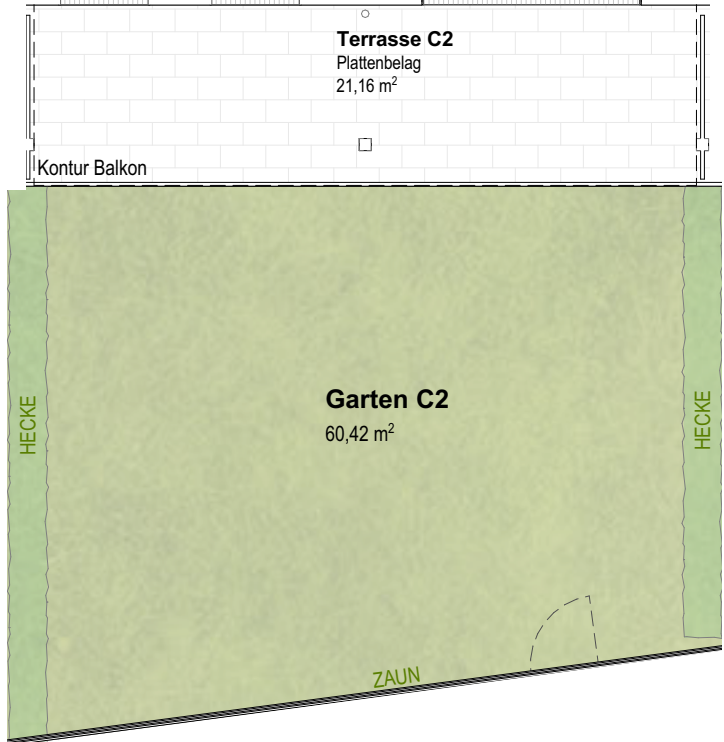 Terrasse C2
Plattenbelag
21,16 m²
Kontur Balkon
Garten C2
60,42 m²
HECKE
HECKE
ZAUN